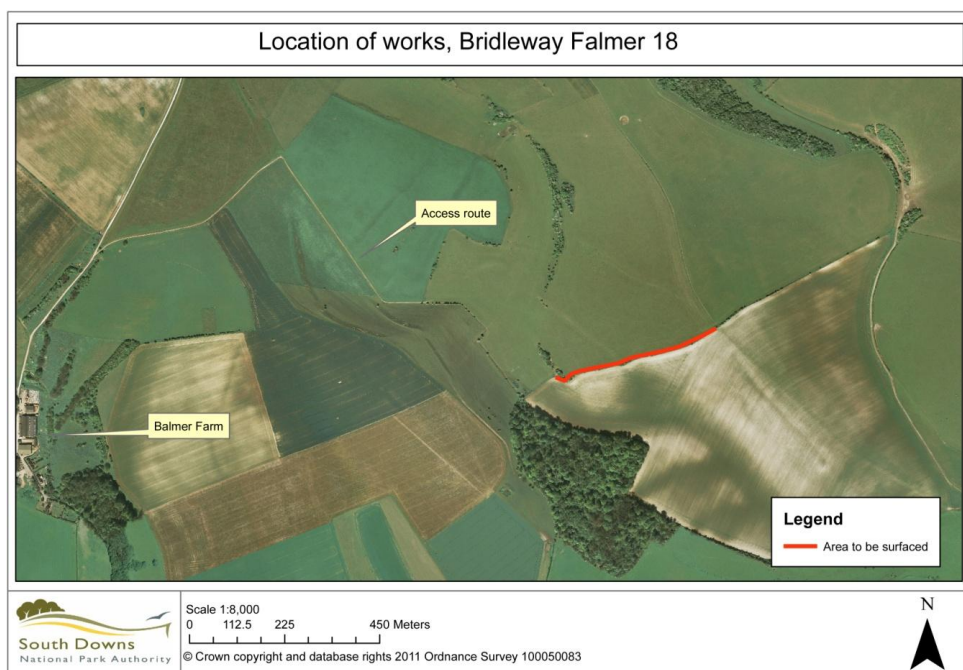 Location of works, Bridleway Falmer 18
Access route
Balmer Farm
Legend
Area to be surfaced
South Downs
National Park Authority
Scale 1:8,000
0 112.5 225 450 Meters
© Crown copyright and database rights 2011 Ordnance Survey 100050083
N